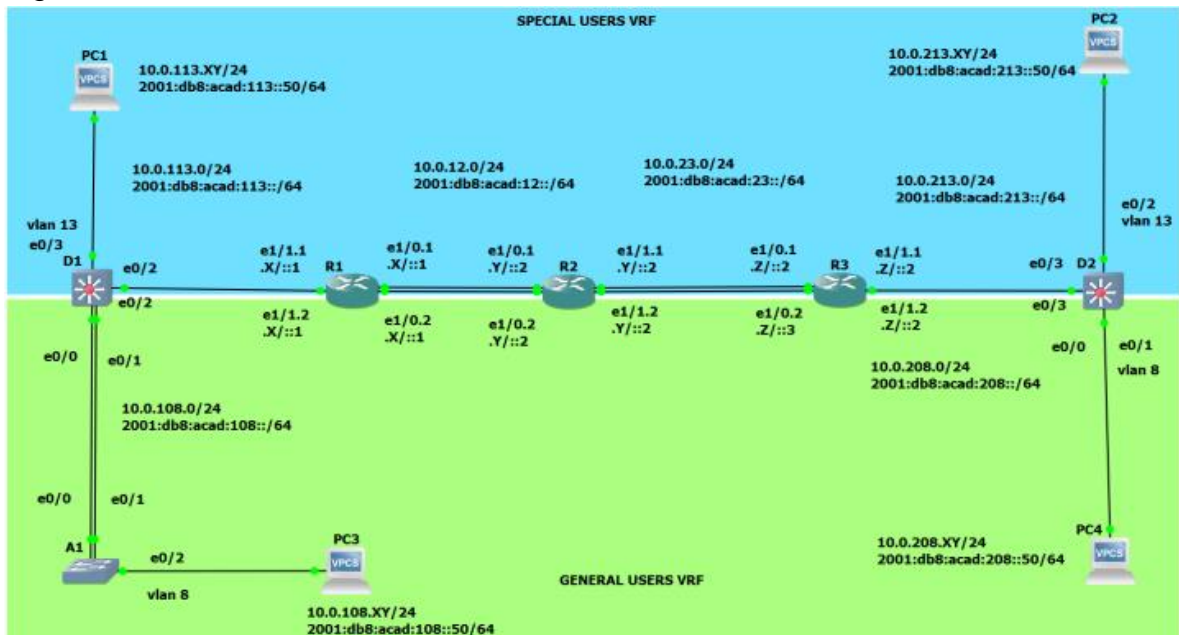 SPECIAL USERS VRF
PC1
VPCS
10.0.113.XY/24
2001:db8:acad:113::50/64
PC2
VPCS
10.0.213.XY/24
2001:db8:acad:213::50/64
10.0.113.0/24
2001:db8:acad:113::/64
10.0.12.0/24
2001:db8:acad:12::/64
10.0.23.0/24
2001:db8:acad:23::/64
10.0.213.0/24
2001:db8:acad:213::/64
vlan 13
e0/3
D1
e0/2
e0/2
e1/1.1
.X/::1
R1
e1/0.1
.X/::1
e1/0.1
.Y/::2
R2
e1/1.1
.Y/::2
e1/0.1
.Z/::2
R3
e1/1.1
.Z/::2
e0/2
vlan 13
e0/3
D2
e0/3
e1/1.2
.X/::1
e1/0.2
.X/::1
e1/0.2
.Y/::2
e1/1.2
.Y/::2
e1/0.2
.Z/::3
e1/1.2
.Z/::2
e0/0
e0/1
e0/0
e0/1
vlan 8
10.0.108.0/24
2001:db8:acad:108::/64
10.0.208.0/24
2001:db8:acad:208::/64
e0/0
e0/1
A1
e0/2
vlan 8
PC3
VPCS
10.0.108.XY/24
2001:db8:acad:108::50/64
PC4
VPCS
10.0.208.XY/24
2001:db8:acad:208::50/64
GENERAL USERS VRF